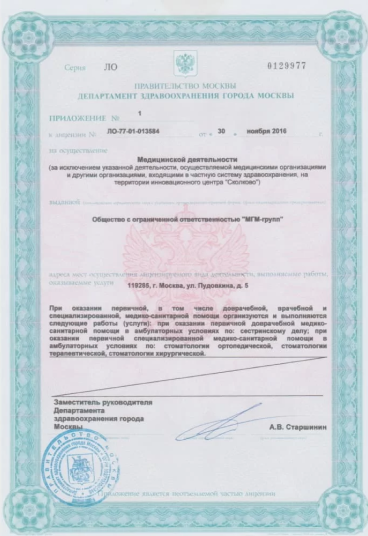 Серия ЛО 0129977
ПРАВИТЕЛЬСТВО МОСКВЫ
ДЕПАРТАМЕНТ ЗДРАВООХРАНЕНИЯ ГОРОДА МОСКВЫ
ПРИЛОЖЕНИЕ № 1
к лицензии № ЛО-77-01-013584 от « 30 » ноября 2016
на осуществление
Медицинской деятельности
(за исключением указанной деятельности, осуществляемой медицинскими организациями
и другими организациями, входящими в частную систему здравоохранения, на
территории инновационного центра "Сколково")
выданной
Общество с ограниченной ответственностью "МГМ-групп"
адреса мест осуществления лицензируемого вида деятельности, выполняемые работы,
оказываемые услуги 119285, г. Москва, ул. Пудовкина, д. 5
При оказании первичной, в том числе доврачебной, врачебной и
специализированной, медико-санитарной помощи организуются и выполняются
следующие работы (услуги): при оказании первичной доврачебной медико-
санитарной помощи в амбулаторных условиях по: сестринскому делу; при
оказании первичной специализированной медико-санитарной помощи в
амбулаторных условиях по: стоматологии ортопедической, стоматологии
терапевтической, стоматологии хирургической.
Заместитель руководителя
Департамента
здравоохранения города
Москвы А.В. Старшинин
Приложение является неотъемлемой частью лицензии